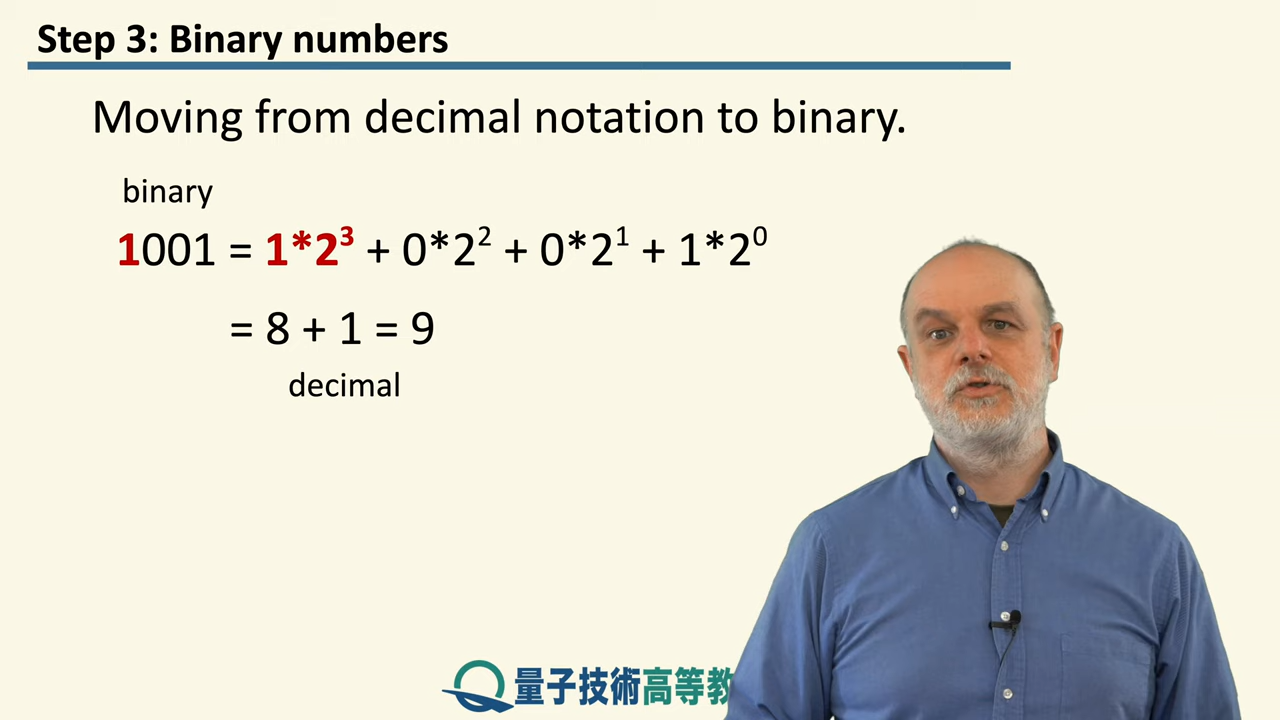 Step 3: Binary numbers
Moving from decimal notation to binary.
binary
1001 = 1*2³ + 0*2² + 0*2¹ + 1*2⁰
= 8 + 1 = 9
decimal
量子技術高等教